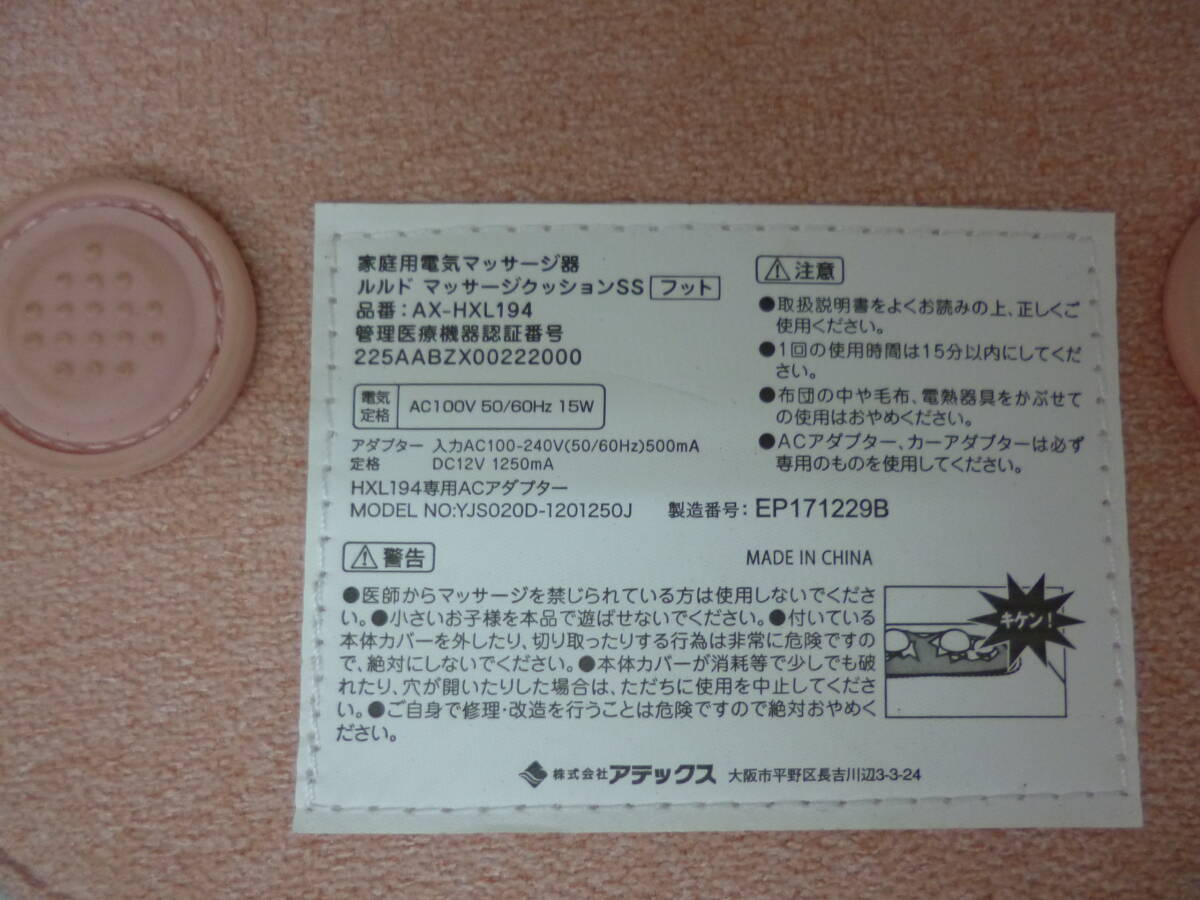 家庭用電気マッサージ器
ルルド マッサージクッションSS フット
品番：AX-HXL194
管理医療機器認証番号
225AABZX00222000
電気定格 AC100V 50/60Hz 15W
アダプター 入力AC100-240V(50/60Hz)500mA
定格 DC12V 1250mA
HXL194専用ACアダプター
MODEL NO:YJS020D-1201250J 製造番号：EP171229B
⚠注意
●取扱説明書をよくお読みの上、正しくご
使用ください。
●1回の使用時間は15分以内にしてくだ
さい。
●布団の中や毛布、電熱器具をかぶせて
の使用はおやめください。
●ACアダプター、カーアダプターは必ず
専用のものを使用してください。
MADE IN CHINA
⚠警告
●医師からマッサージを禁じられている方は使用しないでくださ
い。●小さいお子様を本品で遊ばせないでください。●付いている
本体カバーを外したり、切り取ったりする行為は非常に危険ですの
で、絶対にしないでください。●本体カバーが消耗等で少しでも破
れたり、穴が開いたりした場合は、ただちに使用を中止してくださ
い。●ご自身で修理・改造を行うことは危険ですので絶対おやめく
ださい。
キケン！
株式会社アテックス 大阪市平野区長吉川辺3-3-24